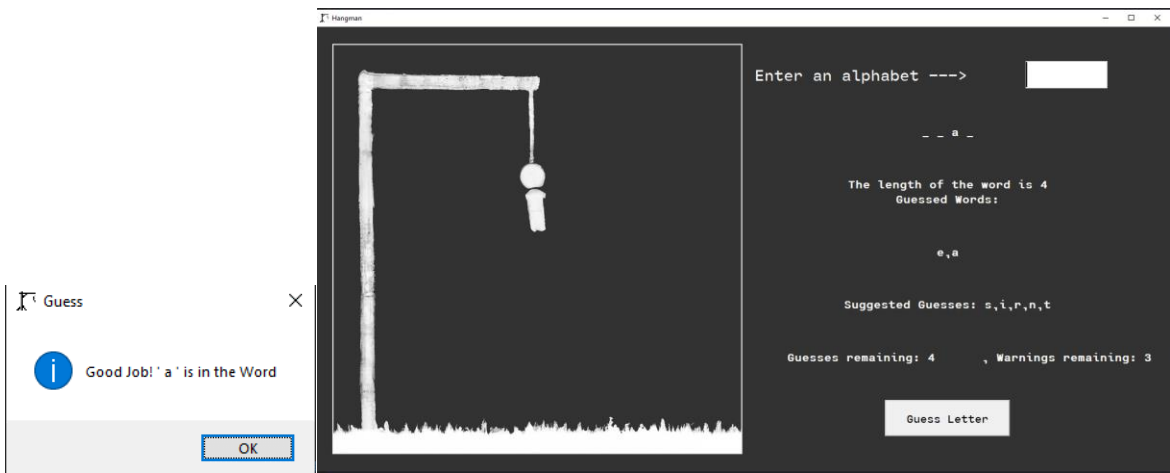 Guess
Good Job! ' a ' is in the Word
OK
Hangman
Enter an alphabet --->
_ _ a _
The length of the word is 4
Guessed Words:
e,a
Suggested Guesses: s,i,r,n,t
Guesses remaining: 4 , Warnings remaining: 3
Guess Letter